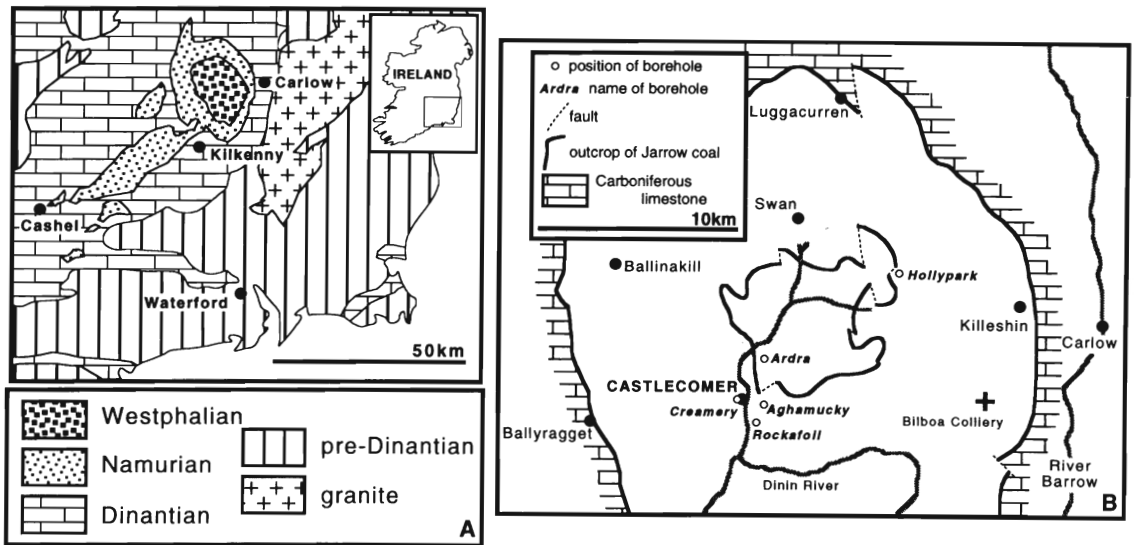 IRELAND
Carlow
Kilkenny
Cashel
Waterford
50km
Westphalian
Namurian
Dinantian
pre-Dinantian
granite
A
position of borehole
Ardra name of borehole
fault
outcrop of Jarrow coal
Carboniferous
limestone
10km
Luggacurren
Swan
Ballinakill
Hollypark
Killeshin
Carlow
Ardra
CASTLECOMER
Creamery
Aghamucky
Rockafoil
Bilboa Colliery
Ballyragget
Dinin River
River
Barrow
B